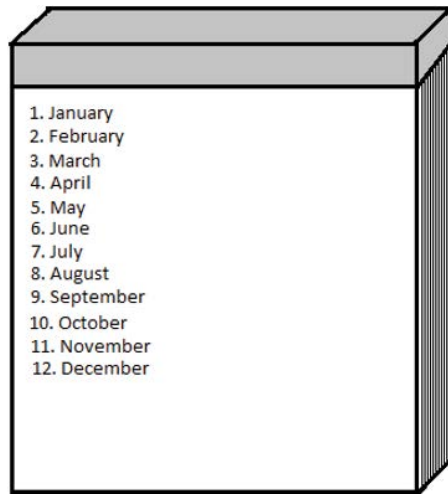 1. January
2. February
3. March
4. April
5. May
6. June
7. July
8. August
9. September
10. October
11. November
12. December